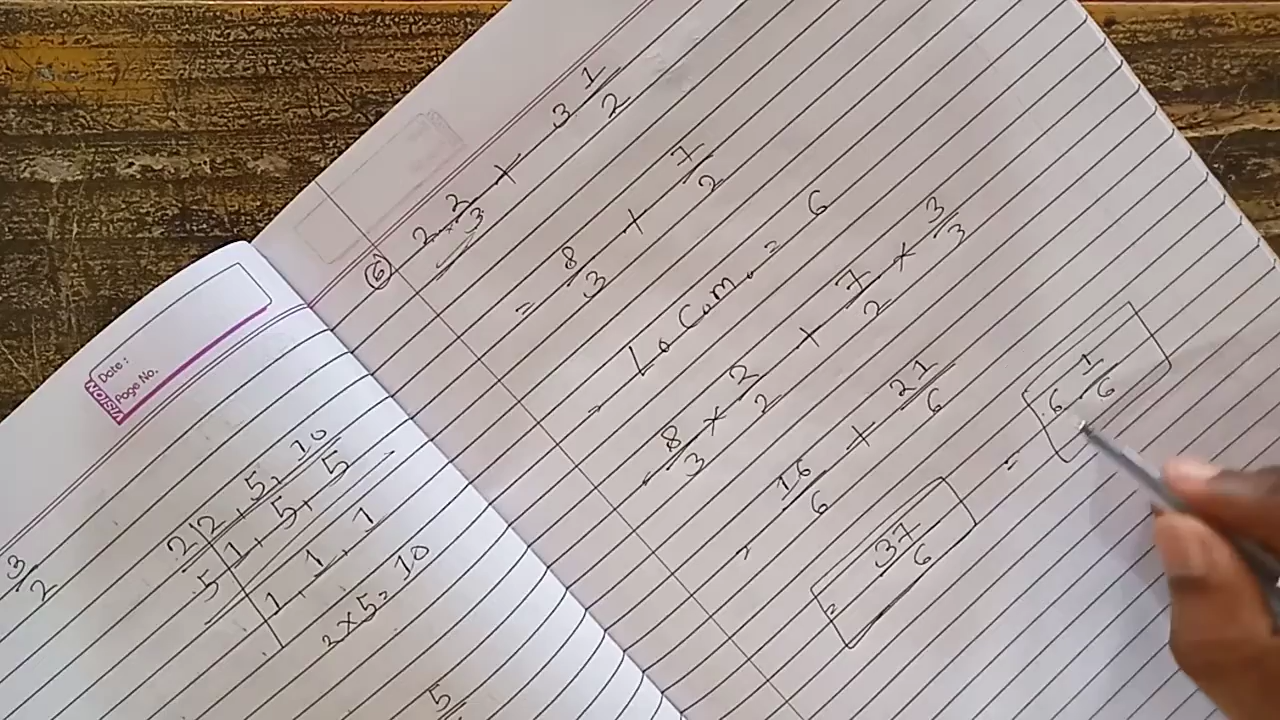 Date :
Page No.
VISION
3/2
2 | 2, 5, 10
5 | 1, 5, 5
1, 1, 1
2 × 5 = 10
5
⑥ 2 2/3 + 3 1/2
= 8/3 + 7/2
L. C. m. = 6
= 8/3 × 2/2 + 7/2 × 3/3
= 16/6 + 21/6
= 37/6 = 6 1/6